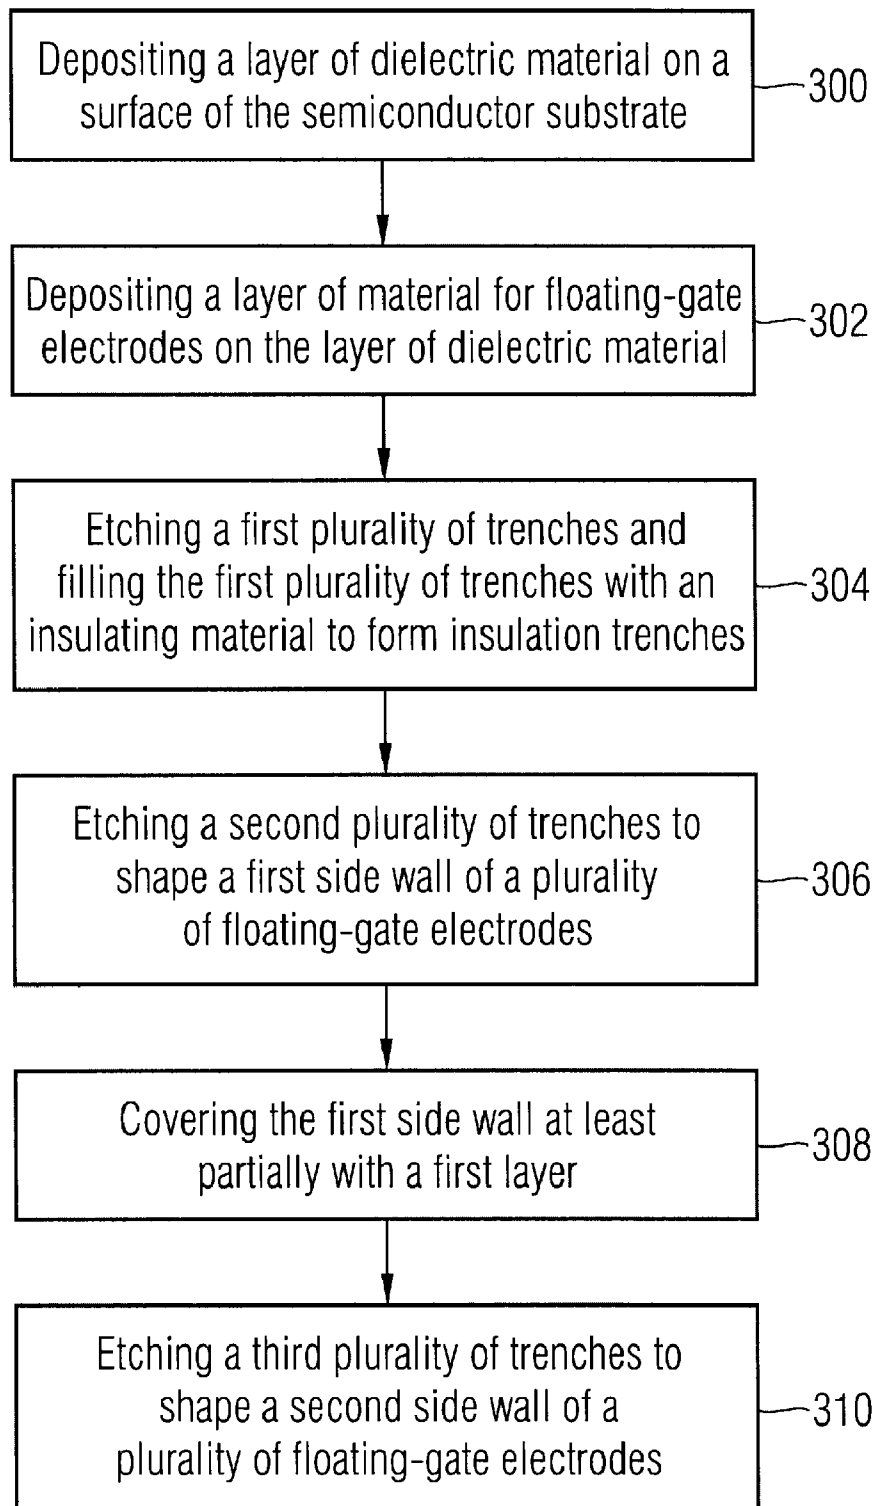 Depositing a layer of dielectric material on a
surface of the semiconductor substrate
300
Depositing a layer of material for floating-gate
electrodes on the layer of dielectric material
302
Etching a first plurality of trenches and
filling the first plurality of trenches with an
insulating material to form insulation trenches
304
Etching a second plurality of trenches to
shape a first side wall of a plurality
of floating-gate electrodes
306
Covering the first side wall at least
partially with a first layer
308
Etching a third plurality of trenches to
shape a second side wall of a
plurality of floating-gate electrodes
310